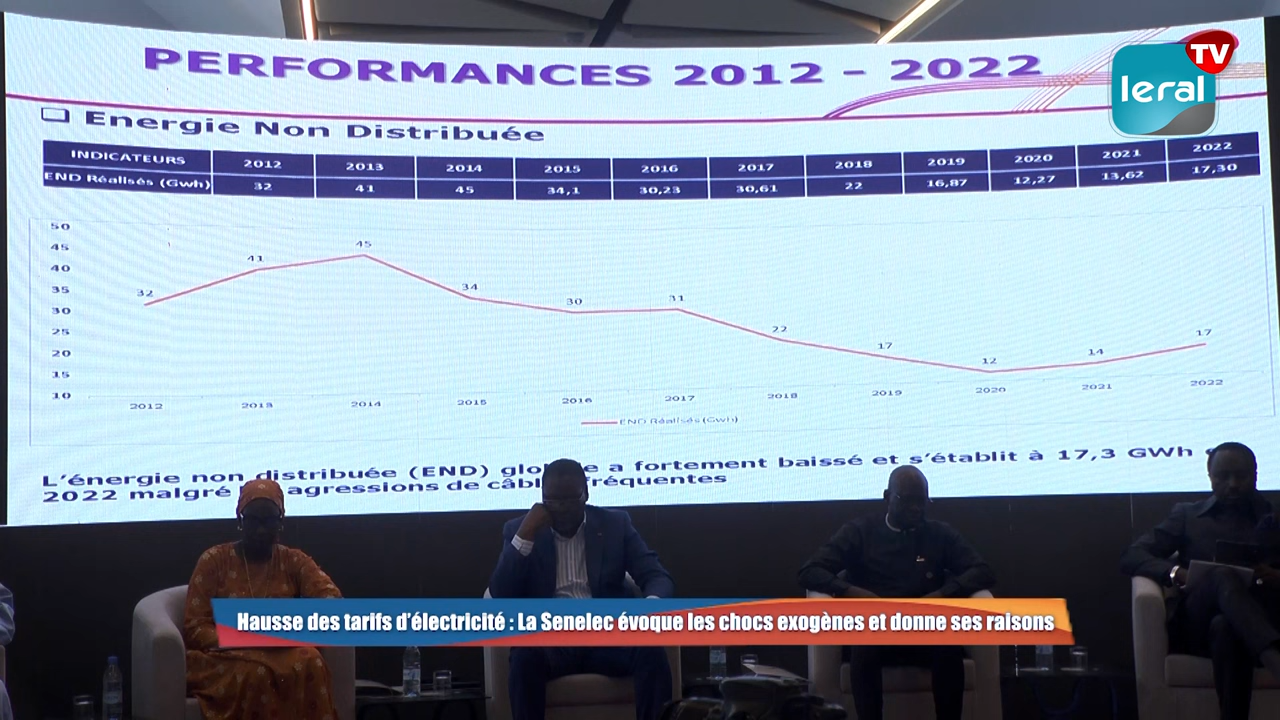 PERFORMANCES 2012 – 2022
TV
leral
❑ Energie Non Distribuée
INDICATEURS 2012 2013 2014 2015 2016 2017 2018 2019 2020 2021 2022
END Réalisés (Gwh) 32 41 45 34,1 30,23 30,61 22 16,87 12,27 13,62 17,30
50
45
40
35
30
25
20
15
10
32 41 45 34 30 31 22 17 12 14 17
2012 2013 2014 2015 2016 2017 2018 2019 2020 2021 2022
END Réalisés (Gwh)
L'énergie non distribuée (END) a fortement baissé et s'établit à 17,3 GWh
2022 malgré agressions de fréquentes
Hausse des tarifs d'électricité : La Senelec évoque les chocs exogènes et donne ses raisons